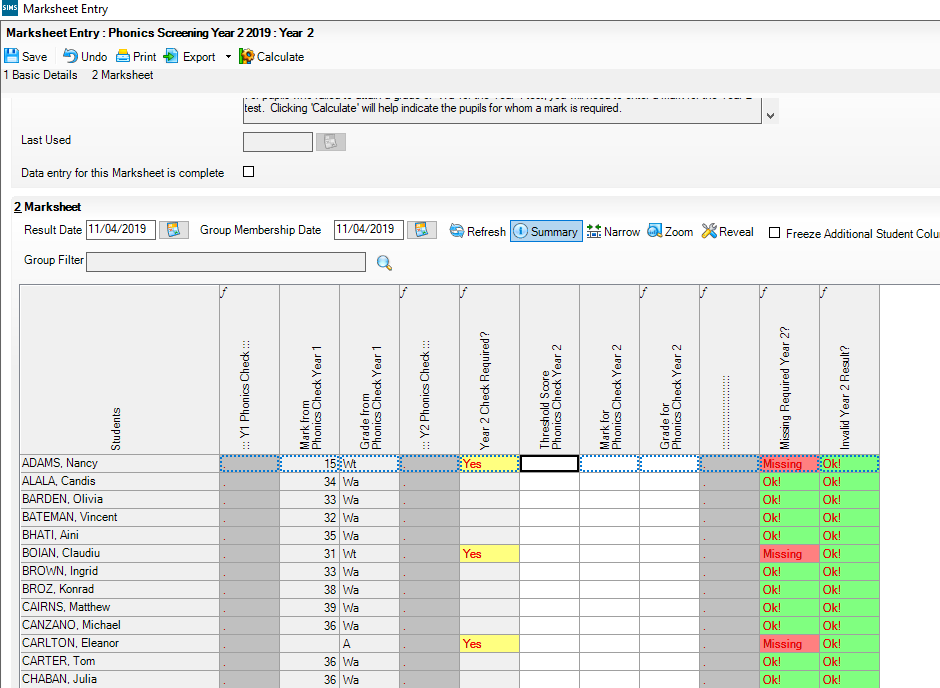 SIMS Marksheet Entry
Marksheet Entry : Phonics Screening Year 2 2019 : Year 2
Save Undo Print Export Calculate
1 Basic Details 2 Marksheet
test. Clicking 'Calculate' will help indicate the pupils for whom a mark is required.
Last Used
Data entry for this Marksheet is complete
2 Marksheet
Result Date 11/04/2019 Group Membership Date 11/04/2019 Refresh Summary Narrow Zoom Reveal Freeze Additional Student Colu
Group Filter
Students
::: Y1 Phonics Check :::
Mark from
Phonics Check Year 1
Grade from
Phonics Check Year 1
::: Y2 Phonics Check :::
Year 2 Check Required?
Threshold Score
Phonics Check Year 2
Mark for
Phonics Check Year 2
Grade for
Phonics Check Year 2
Missing Required Year 2?
Invalid Year 2 Result?
ADAMS, Nancy . 15 Wt . Yes . Missing Ok!
ALALA, Candis . 34 Wa . . Ok! Ok!
BARDEN, Olivia . 33 Wa . . Ok! Ok!
BATEMAN, Vincent . 32 Wa . . Ok! Ok!
BHATI, Aini . 35 Wa . . Ok! Ok!
BOIAN, Claudiu . 31 Wt . Yes . Missing Ok!
BROWN, Ingrid . 33 Wa . . Ok! Ok!
BROZ, Konrad . 38 Wa . . Ok! Ok!
CAIRNS, Matthew . 39 Wa . . Ok! Ok!
CANZANO, Michael . 36 Wa . . Ok! Ok!
CARLTON, Eleanor . A . Yes . Missing Ok!
CARTER, Tom . 36 Wa . . Ok! Ok!
CHABAN, Julia . 36 Wa . . Ok! Ok!